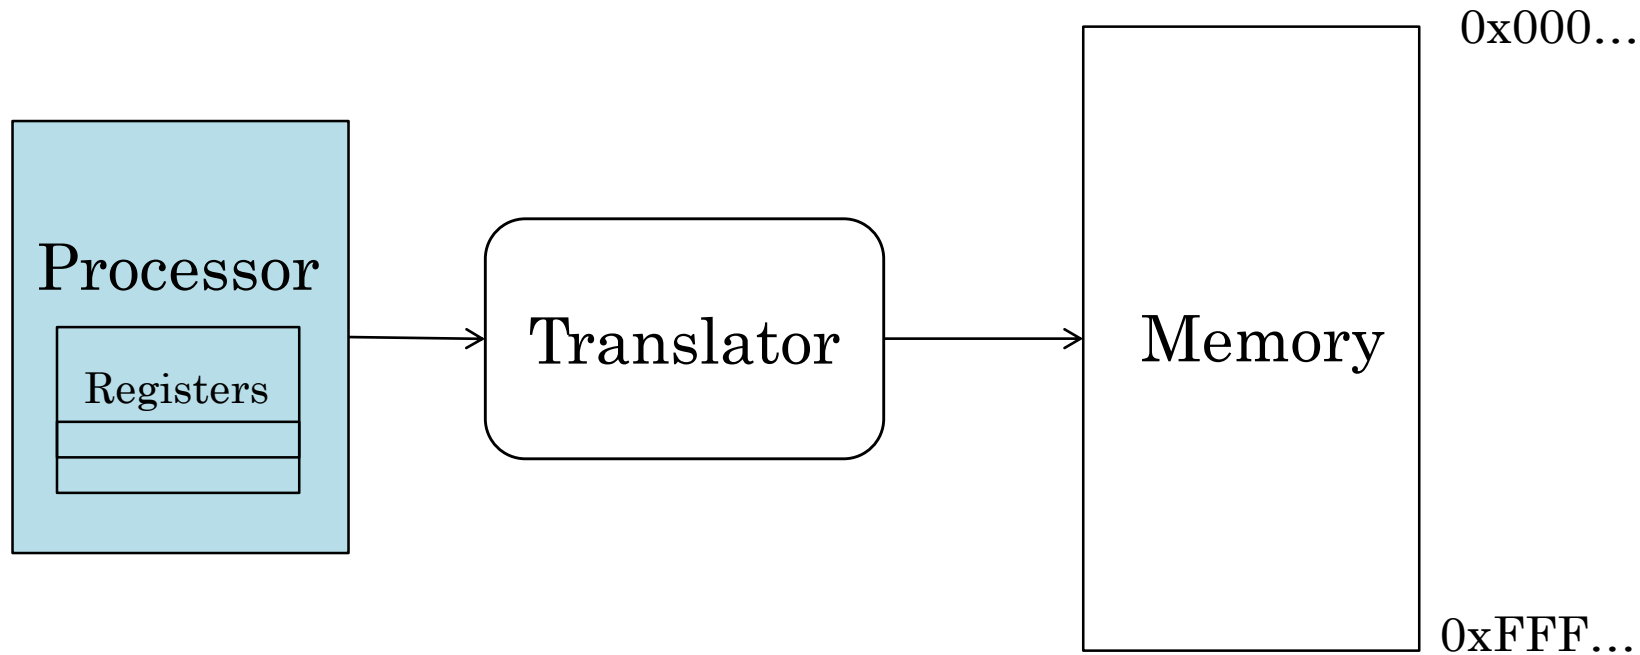 0x000…
Processor
Registers
Translator
Memory
0xFFF…